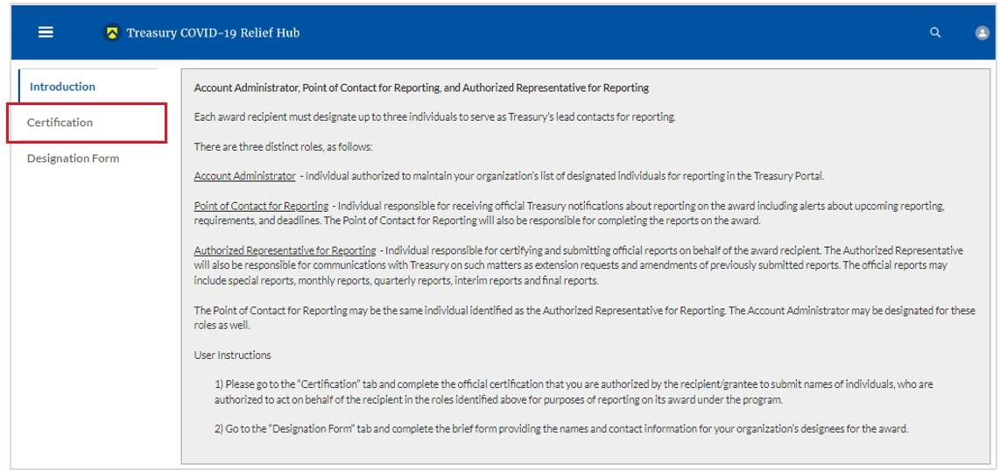 Treasury COVID-19 Relief Hub
Introduction
Certification
Designation Form
Account Administrator, Point of Contact for Reporting, and Authorized Representative for Reporting
Each award recipient must designate up to three individuals to serve as Treasury's lead contacts for reporting.
There are three distinct roles, as follows:
Account Administrator - Individual authorized to maintain your organization's list of designated individuals for reporting in the Treasury Portal.
Point of Contact for Reporting - Individual responsible for receiving official Treasury notifications about reporting on the award including alerts about upcoming reporting,
requirements, and deadlines. The Point of Contact for Reporting will also be responsible for completing the reports on the award.
Authorized Representative for Reporting - Individual responsible for certifying and submitting official reports on behalf of the award recipient. The Authorized Representative
will also be responsible for communications with Treasury on such matters as extension requests and amendments of previously submitted reports. The official reports may
include special reports, monthly reports, quarterly reports, interim reports and final reports.
The Point of Contact for Reporting may be the same individual identified as the Authorized Representative for Reporting. The Account Administrator may be designated for these
roles as well.
User Instructions
1) Please go to the "Certification" tab and complete the official certification that you are authorized by the recipient/grantee to submit names of individuals, who are
authorized to act on behalf of the recipient in the roles identified above for purposes of reporting on its award under the program.
2) Go to the "Designation Form" tab and complete the brief form providing the names and contact information for your organization's designees for the award.